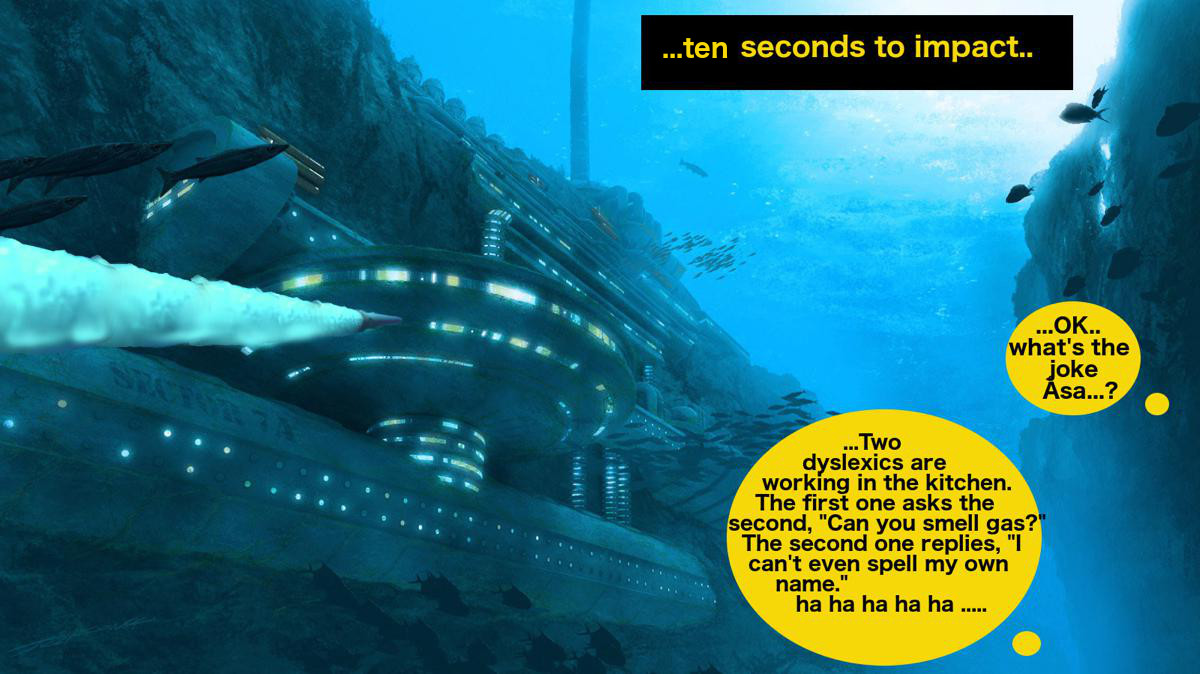 ...ten seconds to impact..
...OK..
what's the
joke
Åsa...?
...Two
dyslexics are
working in the kitchen.
The first one asks the
second, "Can you smell gas?"
The second one replies, "I
can't even spell my own
name."
ha ha ha ha ha .....